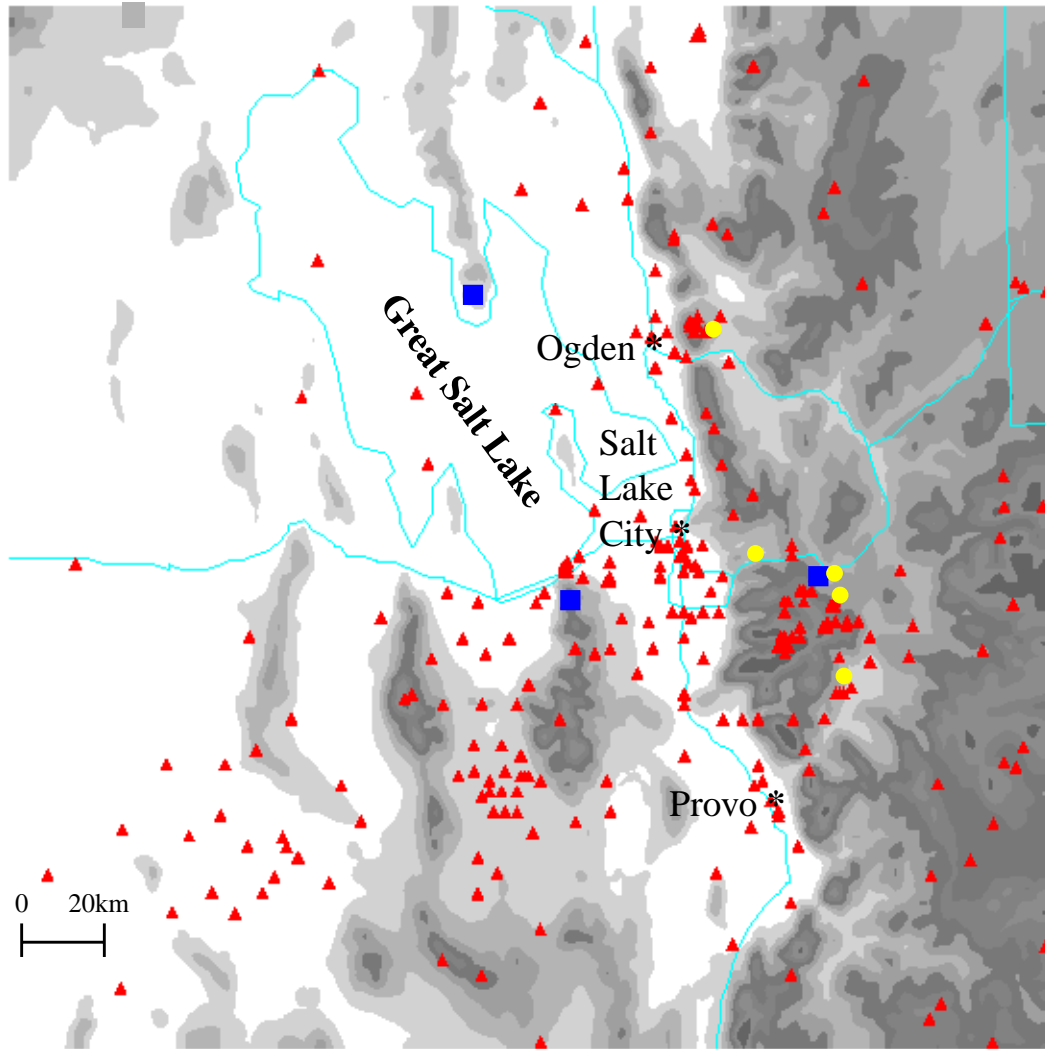 Great Salt Lake
Ogden *
Salt
Lake
City *
Provo *
0 20km